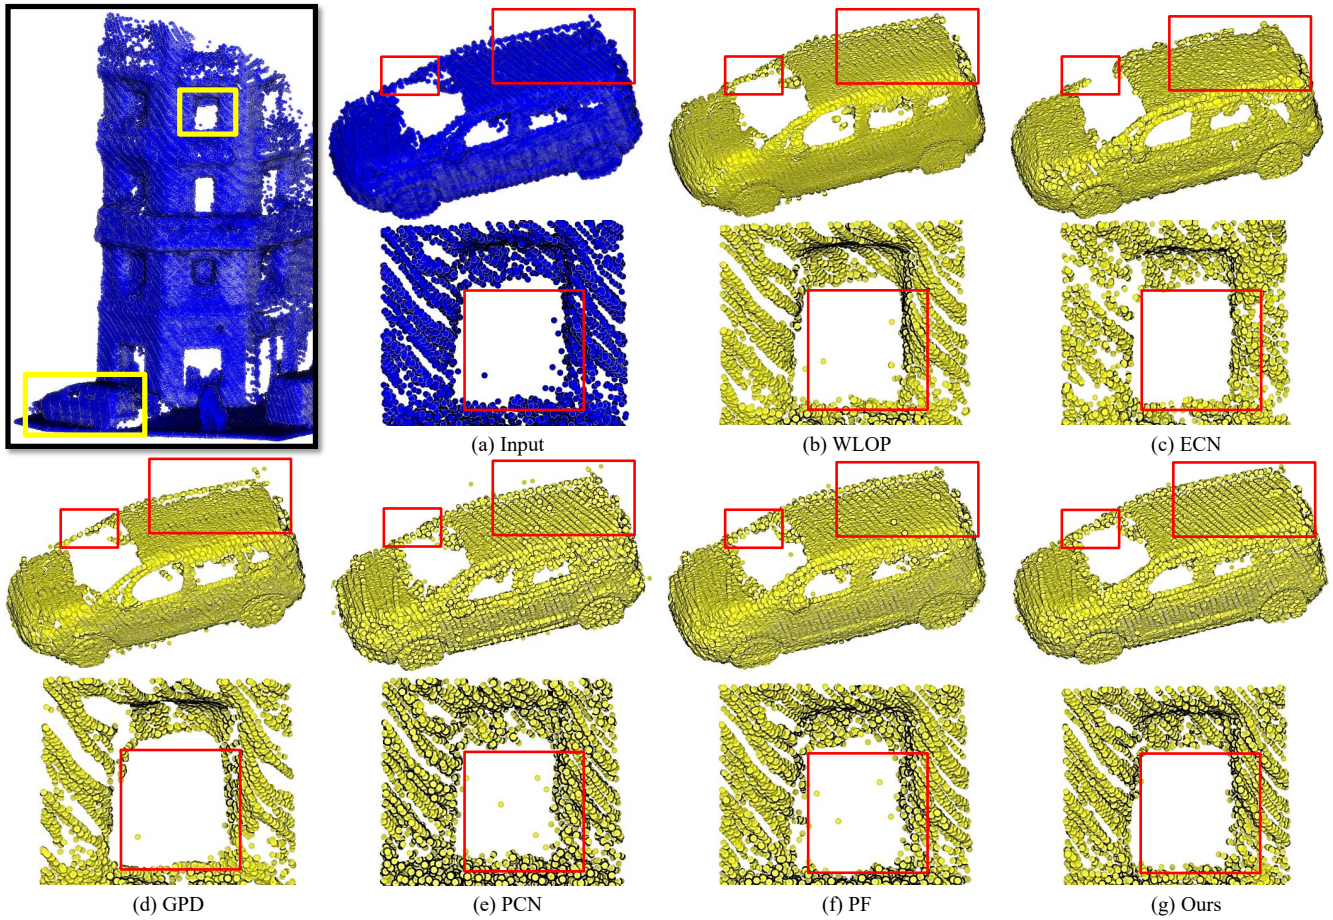 (a) Input
(b) WLOP
(c) ECN
(d) GPD
(e) PCN
(f) PF
(g) Ours